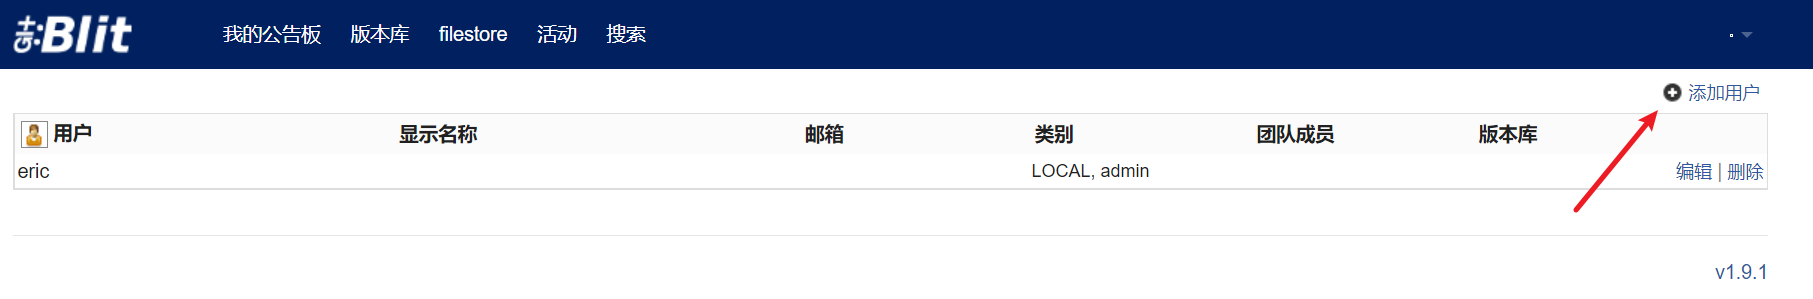 Blit 我的公告板 版本库 filestore 活动 搜索
添加用户
用户 显示名称 邮箱 类别 团队成员 版本库
eric LOCAL, admin 编辑 | 删除
v1.9.1